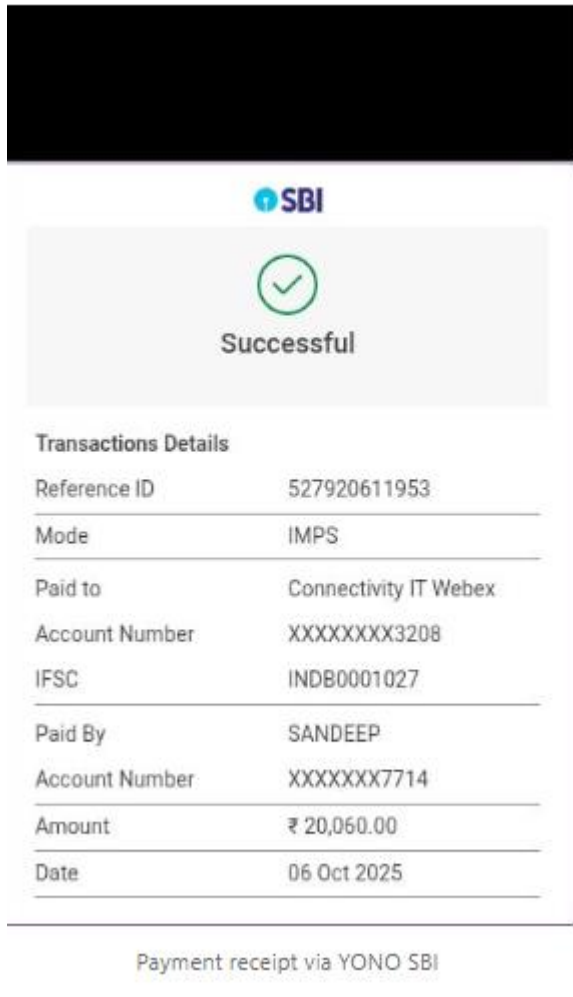 SBI
Successful
Transactions Details
Reference ID 527920611953
Mode IMPS
Paid to Connectivity IT Webex
Account Number XXXXXXXX3208
IFSC INDB0001027
Paid By SANDEEP
Account Number XXXXXXX7714
Amount ₹ 20,060.00
Date 06 Oct 2025
Payment receipt via YONO SBI